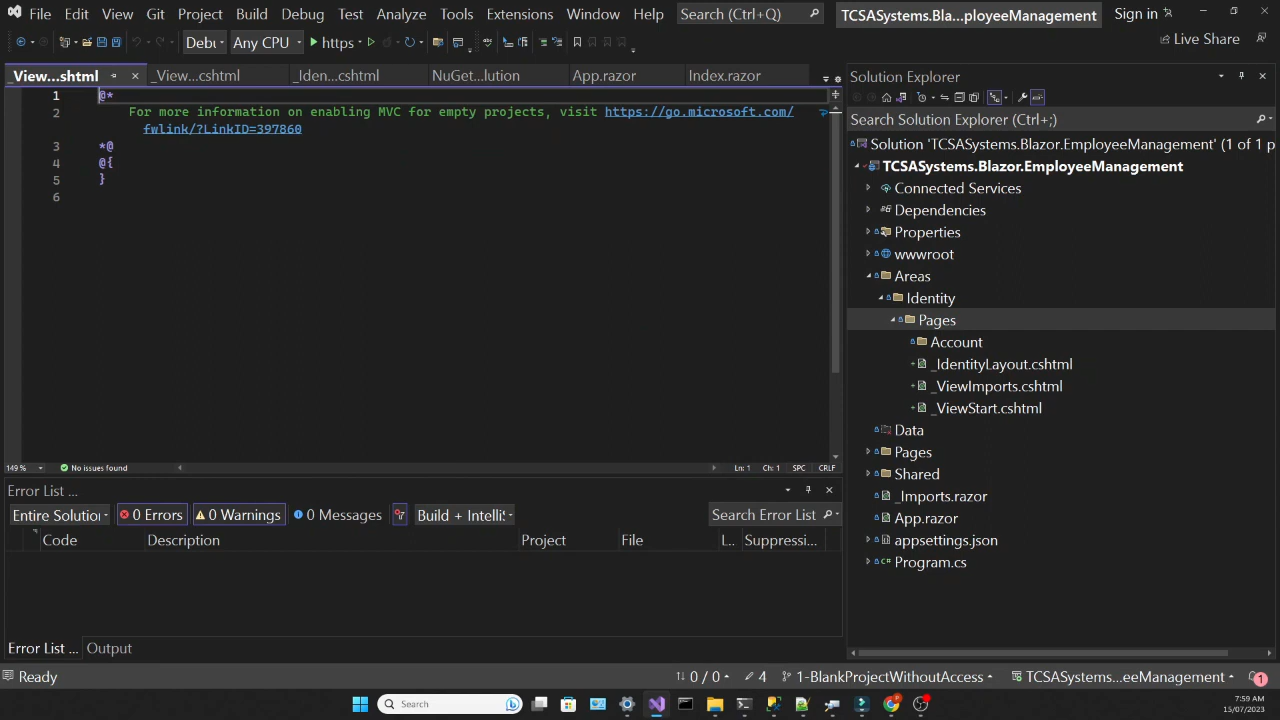 File Edit View Git Project Build Debug Test Analyze Tools Extensions Window Help Search (Ctrl+Q) TCSASystems.Bla...ployeeManagement Sign in
Debu Any CPU https Live Share
_View...shtml _View...cshtml _Iden...cshtml NuGet...lution App.razor Index.razor
1 @*
2 For more information on enabling MVC for empty projects, visit https://go.microsoft.com/
fwlink/?LinkID=397860
3 *@
4 @{
5 }
6
149 % No issues found Ln: 1 Ch: 1 SPC CRLF
Error List ...
Entire Solutio 0 Errors 0 Warnings 0 Messages Build + Intelli Search Error List
Code Description Project File L.. Suppressi...
Error List ... Output
Solution Explorer
Search Solution Explorer (Ctrl+;)
Solution 'TCSASystems.Blazor.EmployeeManagement' (1 of 1 p
TCSASystems.Blazor.EmployeeManagement
Connected Services
Dependencies
Properties
wwwroot
Areas
Identity
Pages
Account
_IdentityLayout.cshtml
_ViewImports.cshtml
_ViewStart.cshtml
Data
Pages
Shared
_Imports.razor
App.razor
appsettings.json
C# Program.cs
Ready 0 / 0 4 1-BlankProjectWithoutAccess TCSASystems...eeManagement 1
Search 7:59 AM
15/07/2023